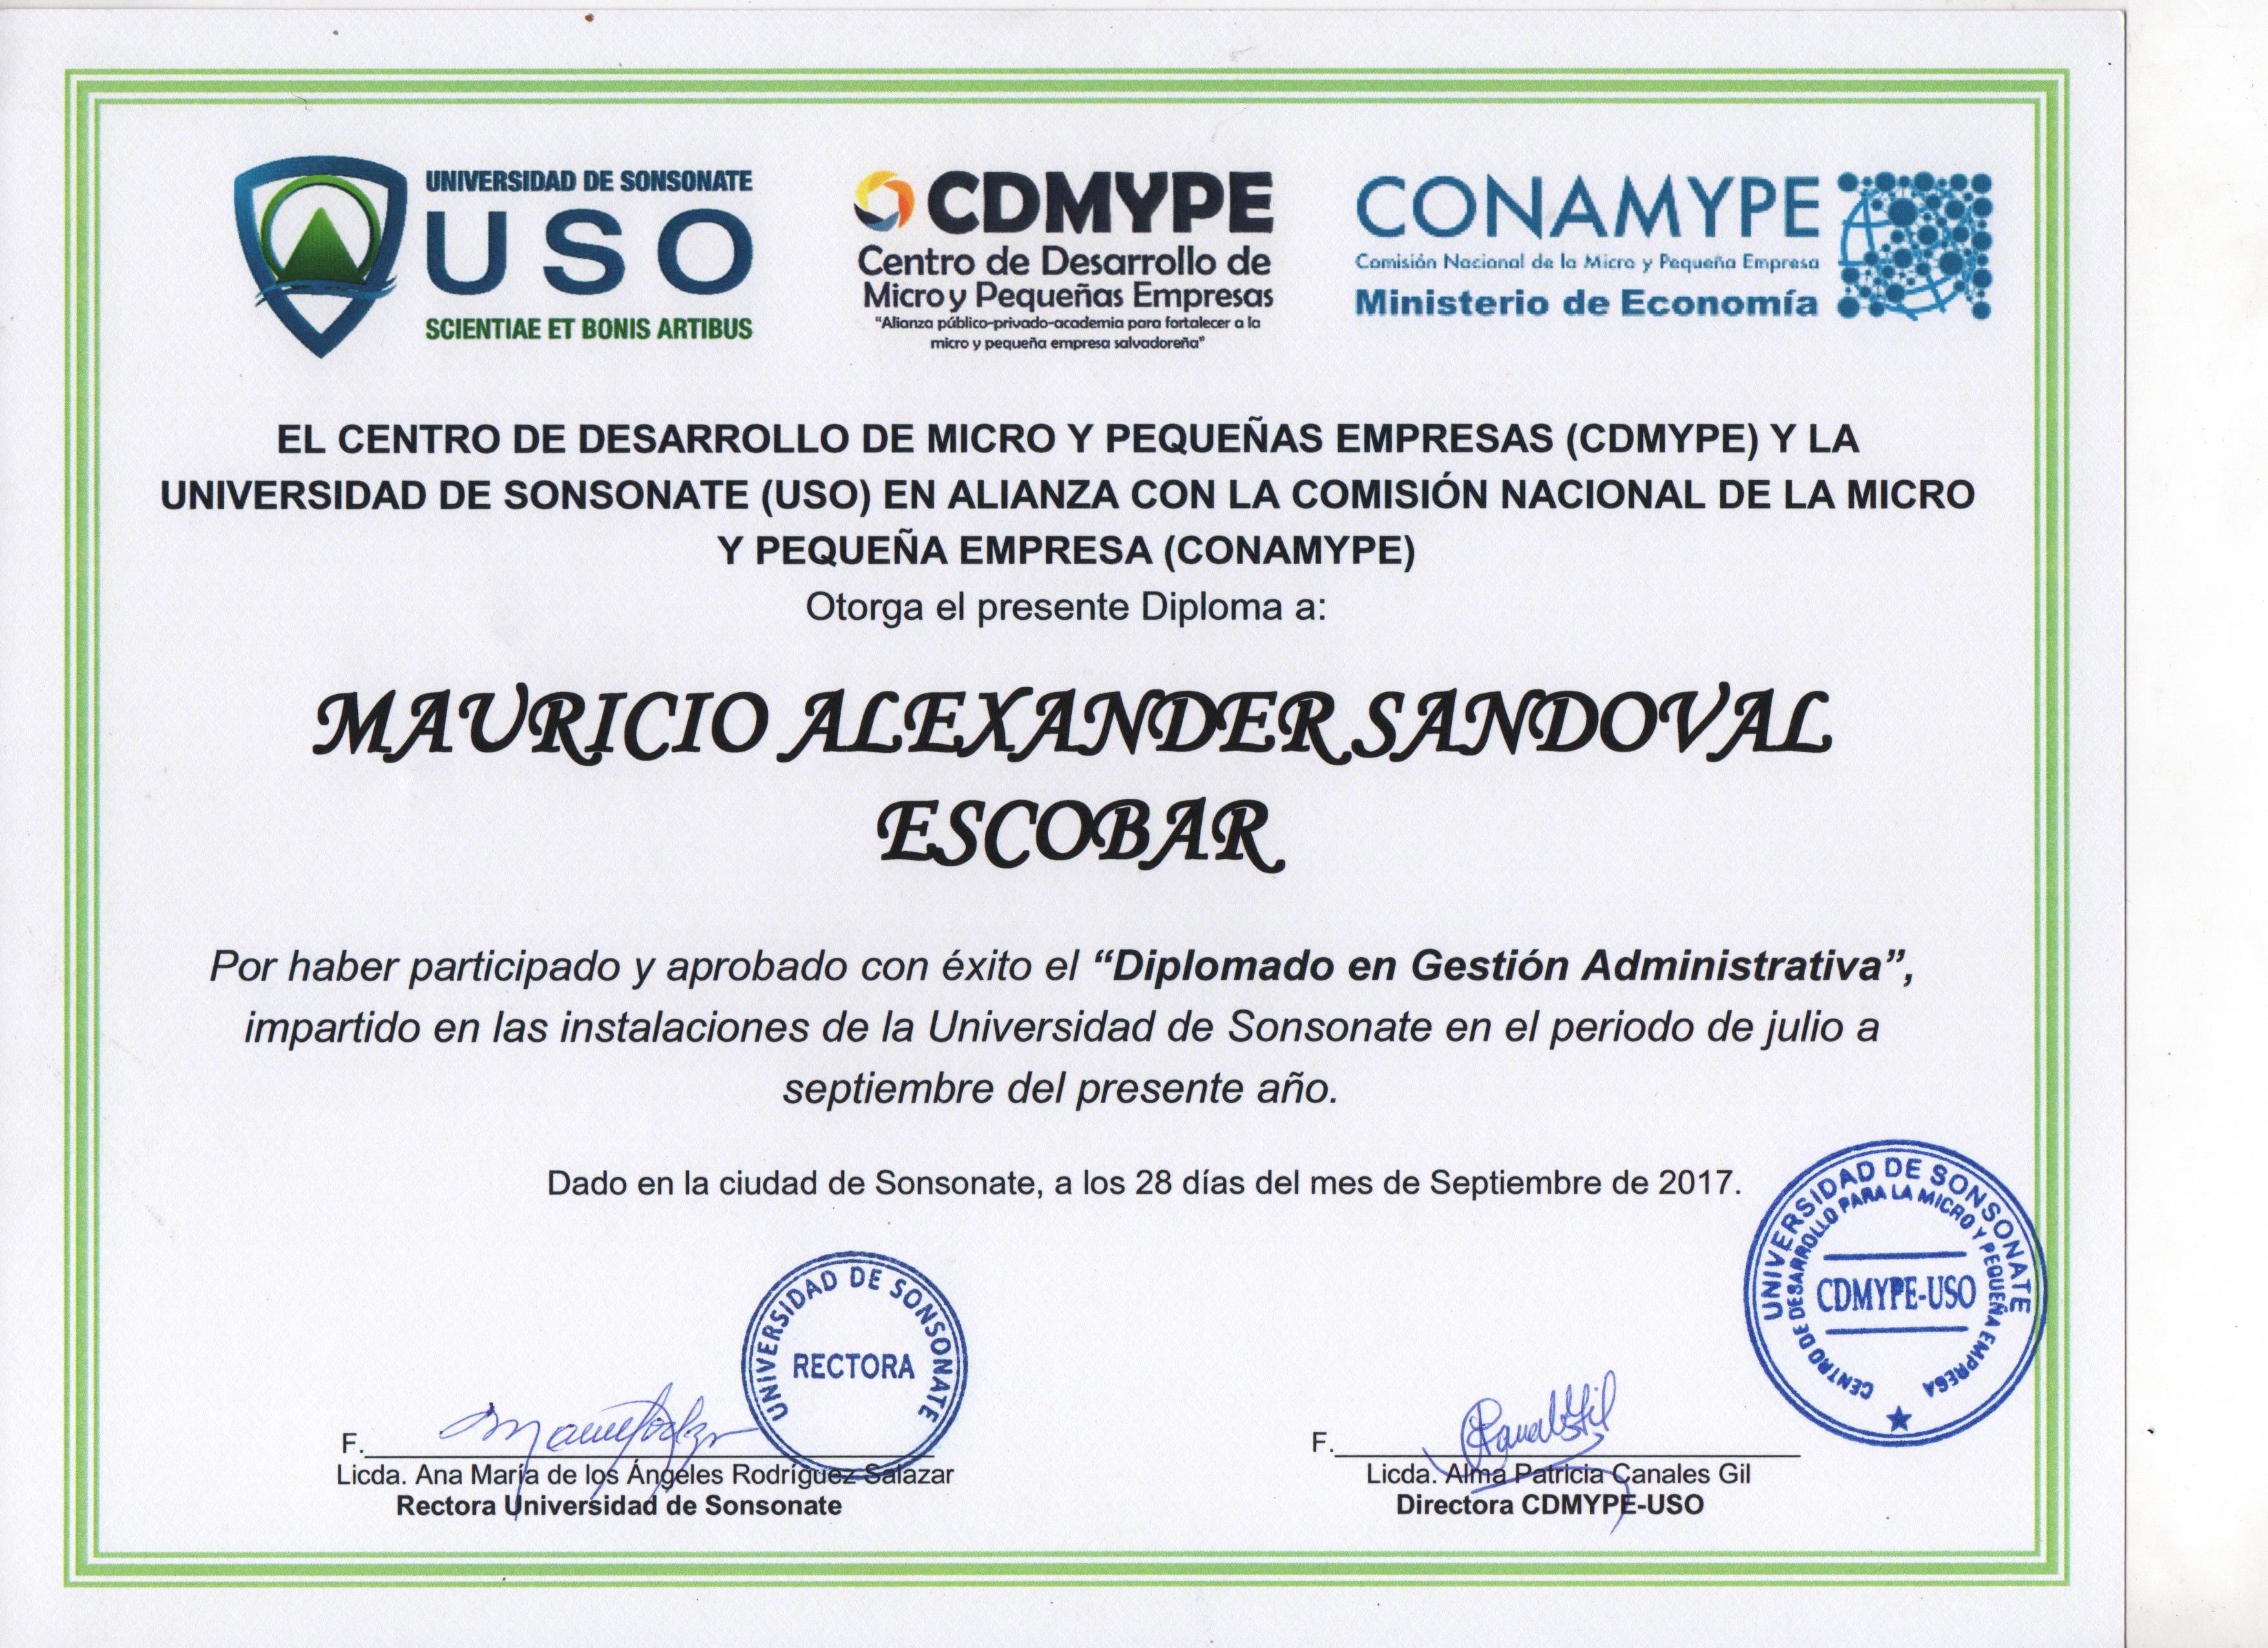 UNIVERSIDAD DE SONSONATE
USO
SCIENTIAE ET BONIS ARTIBUS
CDMYPE
Centro de Desarrollo de
Micro y Pequeñas Empresas
"Alianza público-privado-academia para fortalecer a la
micro y pequeña empresa salvadoreña"
CONAMYPE
Comisión Nacional de la Micro y Pequeña Empresa
Ministerio de Economía
EL CENTRO DE DESARROLLO DE MICRO Y PEQUEÑAS EMPRESAS (CDMYPE) Y LA
UNIVERSIDAD DE SONSONATE (USO) EN ALIANZA CON LA COMISIÓN NACIONAL DE LA MICRO
Y PEQUEÑA EMPRESA (CONAMYPE)
Otorga el presente Diploma a:
MAURICIO ALEXANDER SANDOVAL
ESCOBAR
Por haber participado y aprobado con éxito el “Diplomado en Gestión Administrativa”,
impartido en las instalaciones de la Universidad de Sonsonate en el periodo de julio a
septiembre del presente año.
Dado en la ciudad de Sonsonate, a los 28 días del mes de Septiembre de 2017.
UNIVERSIDAD DE SONSONATE
RECTORA
UNIVERSIDAD DE SONSONATE
CENTRO DE DESARROLLO PARA LA MICRO Y PEQUEÑA EMPRESA
CDMYPE-USO
F.
Licda. Ana María de los Ángeles Rodríguez Salazar
Rectora Universidad de Sonsonate
F.
Licda. Alma Patricia Canales Gil
Directora CDMYPE-USO